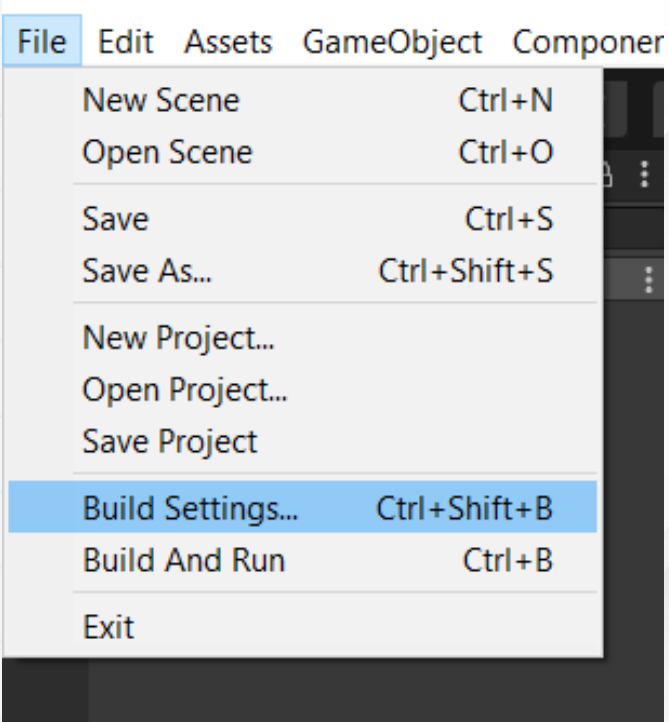 File Edit Assets GameObject Componer
New Scene Ctrl+N
Open Scene Ctrl+O
Save Ctrl+S
Save As... Ctrl+Shift+S
New Project...
Open Project...
Save Project
Build Settings... Ctrl+Shift+B
Build And Run Ctrl+B
Exit